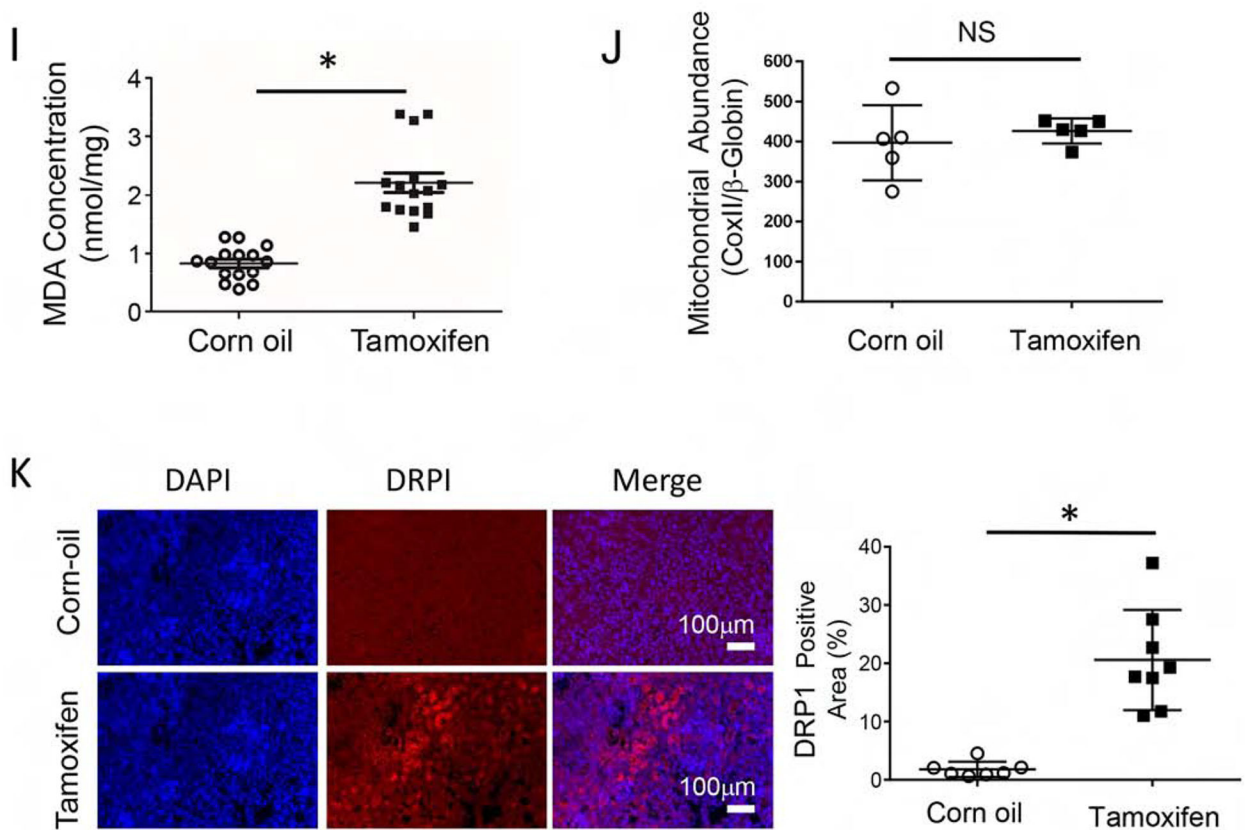 I
MDA Concentration
(nmol/mg)
*
4
3
2
1
0
Corn oil
Tamoxifen
J
Mitochondrial Abundance
(CoxII/β-Globin)
NS
600
500
400
300
200
100
0
Corn oil
Tamoxifen
K
DAPI
DRPI
Merge
Corn-oil
100μm
Tamoxifen
100μm
DRP1 Positive
Area (%)
*
40
30
20
10
0
Corn oil
Tamoxifen